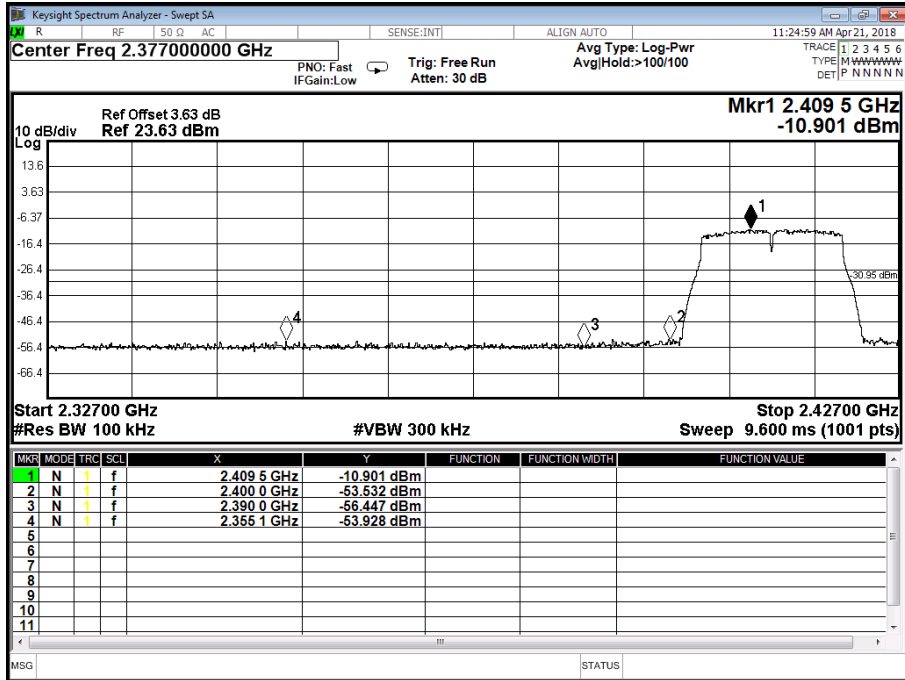 Keysight Spectrum Analyzer - Swept SA
LXI R RF 50 Ω AC SENSE:INT ALIGN AUTO 11:24:59 AM Apr 21, 2018
Center Freq 2.377000000 GHz
PNO: Fast
IFGain:Low
Trig: Free Run
Atten: 30 dB
Avg Type: Log-Pwr
Avg|Hold:>100/100
TRACE 1 2 3 4 5 6
TYPE M WWWWW
DET P N N N N N
Mkr1 2.409 5 GHz
-10.901 dBm
Ref Offset 3.63 dB
10 dB/div Ref 23.63 dBm
Log
13.6
3.63
-6.37
-16.4
-26.4
-36.4
-46.4
-56.4
-66.4
1
-30.95 dBm
4
3
2
Start 2.32700 GHz Stop 2.42700 GHz
#Res BW 100 kHz #VBW 300 kHz Sweep 9.600 ms (1001 pts)
MKR MODE TRC SCL X Y FUNCTION FUNCTION WIDTH FUNCTION VALUE
1 N 1 f 2.409 5 GHz -10.901 dBm
2 N 1 f 2.400 0 GHz -53.532 dBm
3 N 1 f 2.390 0 GHz -56.447 dBm
4 N 1 f 2.355 1 GHz -53.928 dBm
5
6
7
8
9
10
11
MSG STATUS